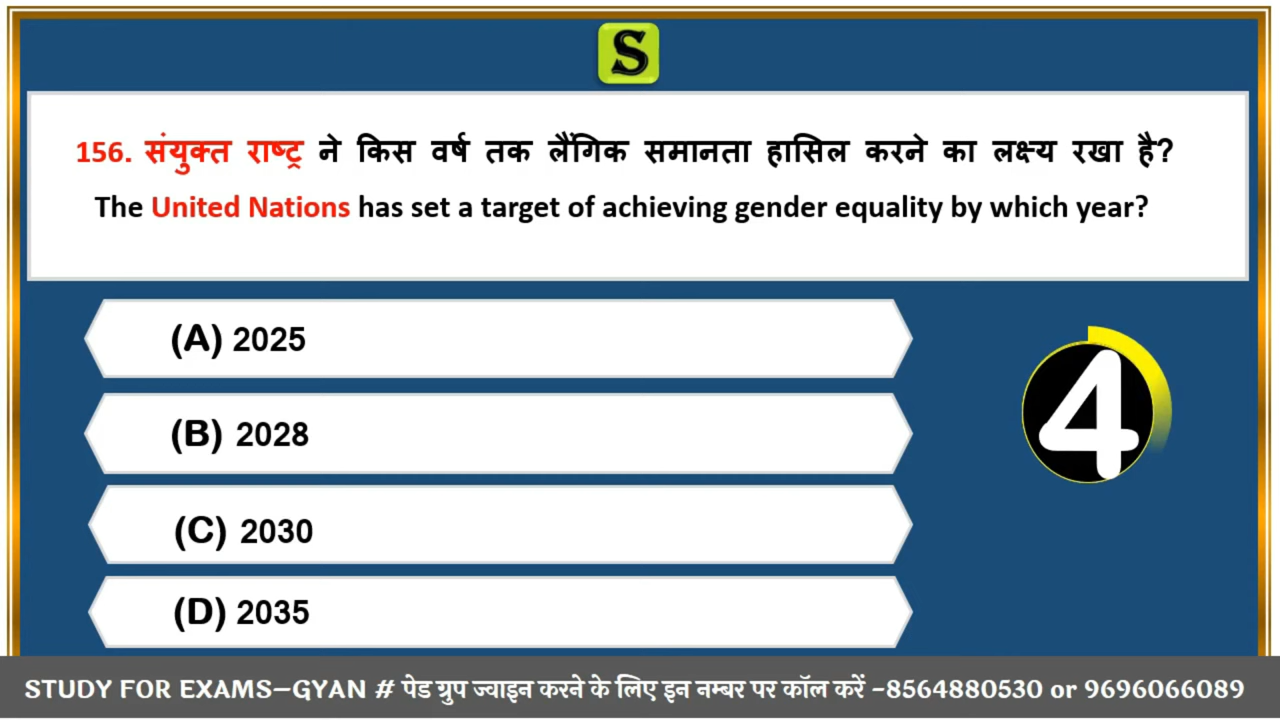 S
156. संयुक्त राष्ट्र ने किस वर्ष तक लैंगिक समानता हासिल करने का लक्ष्य रखा है?
The United Nations has set a target of achieving gender equality by which year?
(A) 2025
(B) 2028
4
(C) 2030
(D) 2035
STUDY FOR EXAMS–GYAN # पेड ग्रुप ज्वाइन करने के लिए इन नम्बर पर कॉल करें -8564880530 or 9696066089